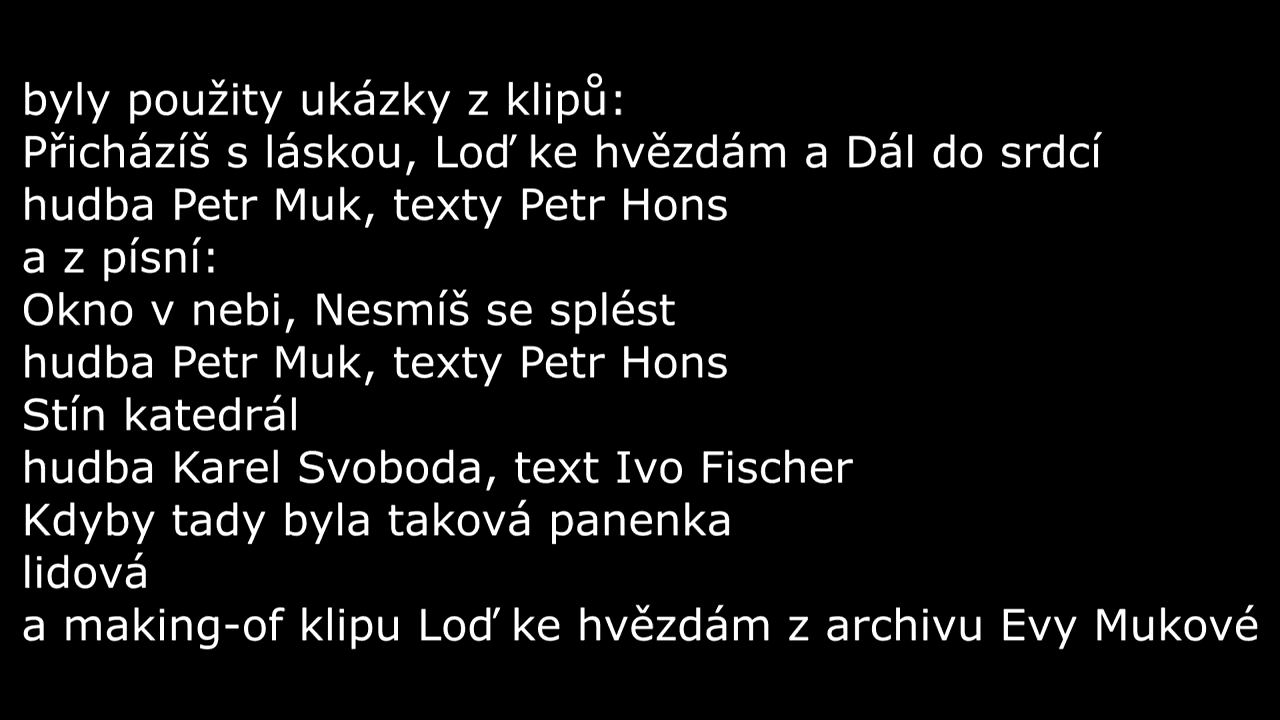 byly použity ukázky z klipů:
Přicházíš s láskou, Loď ke hvězdám a Dál do srdcí
hudba Petr Muk, texty Petr Hons
a z písní:
Okno v nebi, Nesmíš se splést
hudba Petr Muk, texty Petr Hons
Stín katedrál
hudba Karel Svoboda, text Ivo Fischer
Kdyby tady byla taková panenka
lidová
a making-of klipu Loď ke hvězdám z archivu Evy Mukové